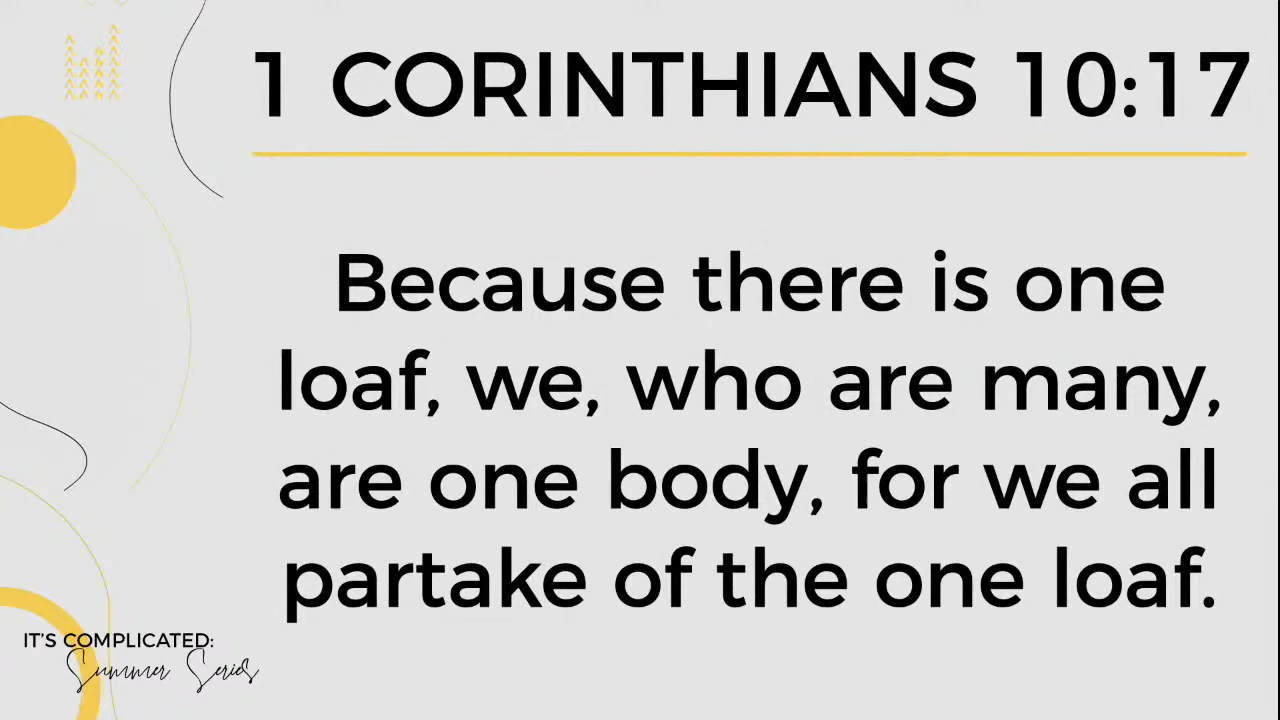 1 CORINTHIANS 10:17
Because there is one
loaf, we, who are many,
are one body, for we all
partake of the one loaf.
IT'S COMPLICATED:
Summer Series